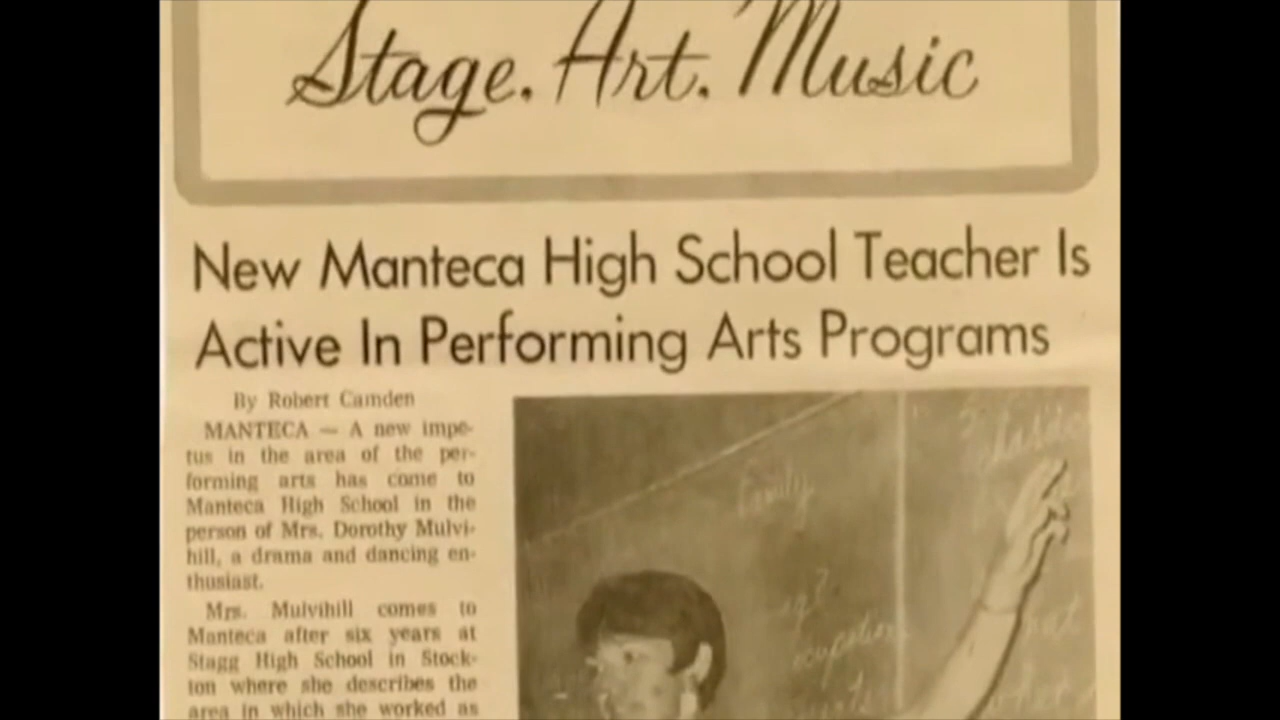 Stage. Art. Music
New Manteca High School Teacher Is
Active In Performing Arts Programs
By Robert Camden
MANTECA — A new impe-
tus in the area of the per-
forming arts has come to
Manteca High School in the
person of Mrs. Dorothy Mulvi-
hill, a drama and dancing en-
thusiast.
Mrs. Mulvihill comes to
Manteca after six years at
Stagg High School in Stock-
ton where she describes the
area in which she worked as
Family